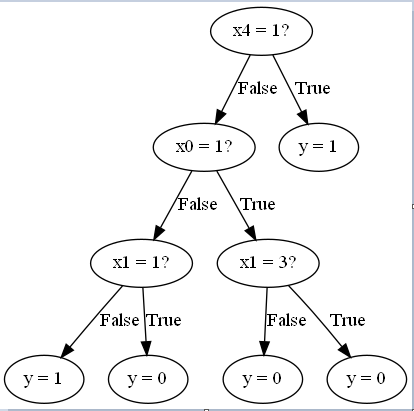 x4 = 1?
False True
x0 = 1? y = 1
False True
x1 = 1? x1 = 3?
False True False True
y = 1 y = 0 y = 0 y = 0